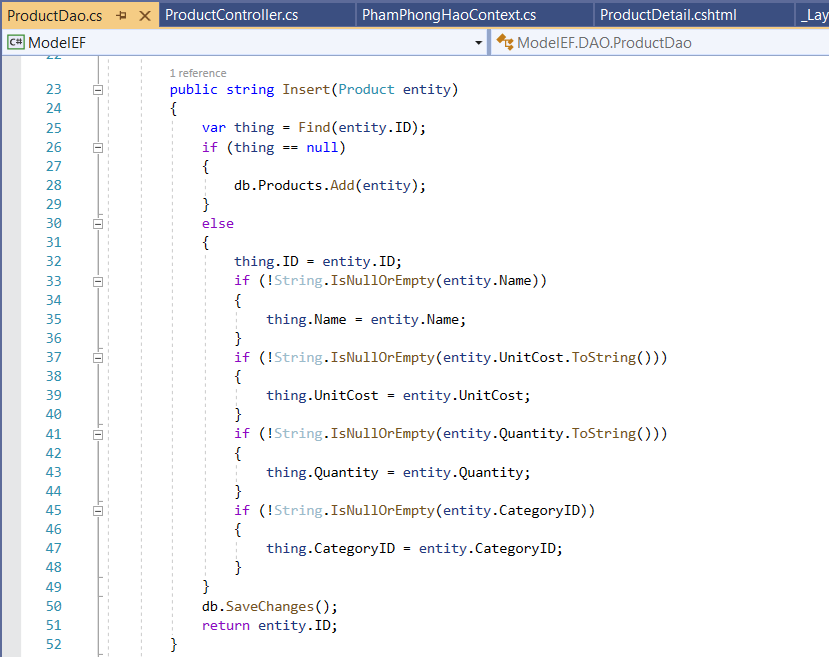 ProductDao.cs ProductController.cs PhamPhongHaoContext.cs ProductDetail.cshtml _Lay
C# ModelEF ModelEF.DAO.ProductDao
22
1 reference
23 public string Insert(Product entity)
24 {
25 var thing = Find(entity.ID);
26 if (thing == null)
27 {
28 db.Products.Add(entity);
29 }
30 else
31 {
32 thing.ID = entity.ID;
33 if (!String.IsNullOrEmpty(entity.Name))
34 {
35 thing.Name = entity.Name;
36 }
37 if (!String.IsNullOrEmpty(entity.UnitCost.ToString()))
38 {
39 thing.UnitCost = entity.UnitCost;
40 }
41 if (!String.IsNullOrEmpty(entity.Quantity.ToString()))
42 {
43 thing.Quantity = entity.Quantity;
44 }
45 if (!String.IsNullOrEmpty(entity.CategoryID))
46 {
47 thing.CategoryID = entity.CategoryID;
48 }
49 }
50 db.SaveChanges();
51 return entity.ID;
52 }